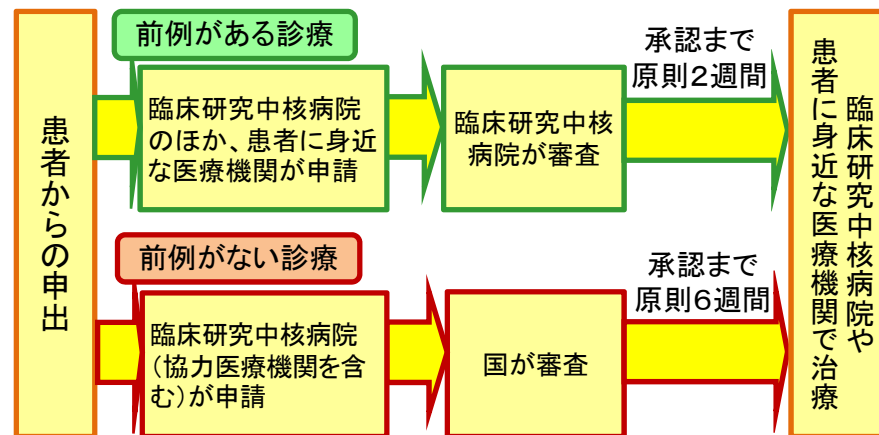 患者からの申出
前例がある診療
臨床研究中核病院
のほか、患者に身近
な医療機関が申請
臨床研究中核
病院が審査
承認まで
原則2週間
前例がない診療
臨床研究中核病院
（協力医療機関を含
む）が申請
国が審査
承認まで
原則6週間
臨床研究中核病院や
患者に身近な医療機関で治療